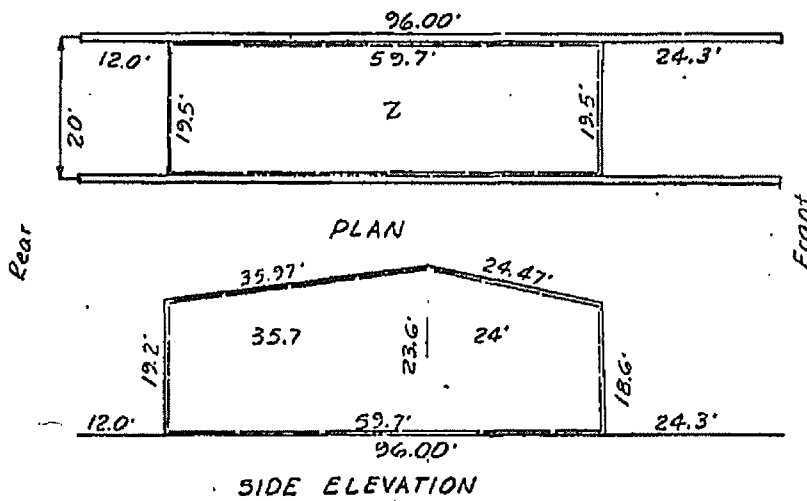 96.00'
12.0' 59.7' 24.3'
20'
19.5'
Z
19.5'
PLAN
Rear
Front
35.97' 24.47'
19.2'
35.7
23.6'
24'
18.6'
12.0' 59.7' 24.3'
96.00'
SIDE ELEVATION